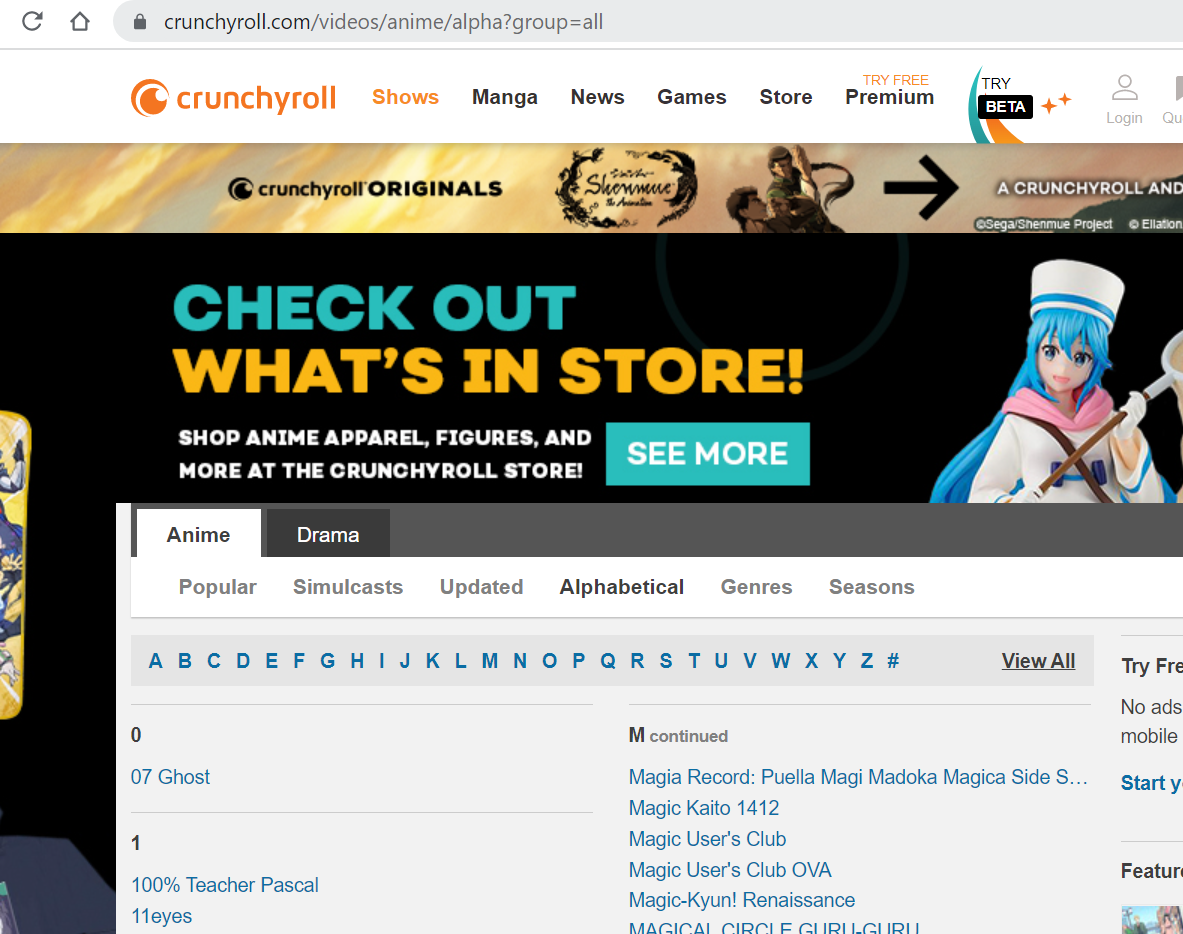 crunchyroll.com/videos/anime/alpha?group=all
crunchyroll
Shows
Manga
News
Games
Store
TRY FREE
Premium
TRY
BETA
Login
Qu
crunchyroll ORIGINALS
Shenmue
the Animation
A CRUNCHYROLL AND
©Sega/Shenmue Project © Ellation
CHECK OUT
WHAT'S IN STORE!
SHOP ANIME APPAREL, FIGURES, AND
MORE AT THE CRUNCHYROLL STORE!
SEE MORE
Anime
Drama
Popular
Simulcasts
Updated
Alphabetical
Genres
Seasons
A B C D E F G H I J K L M N O P Q R S T U V W X Y Z #
View All
0
07 Ghost
1
100% Teacher Pascal
11eyes
M continued
Magia Record: Puella Magi Madoka Magica Side S…
Magic Kaito 1412
Magic User's Club
Magic User's Club OVA
Magic-Kyun! Renaissance
MAGICAL CIRCLE GURU-GURU
Try Fre
No ads
mobile
Start y
Feature